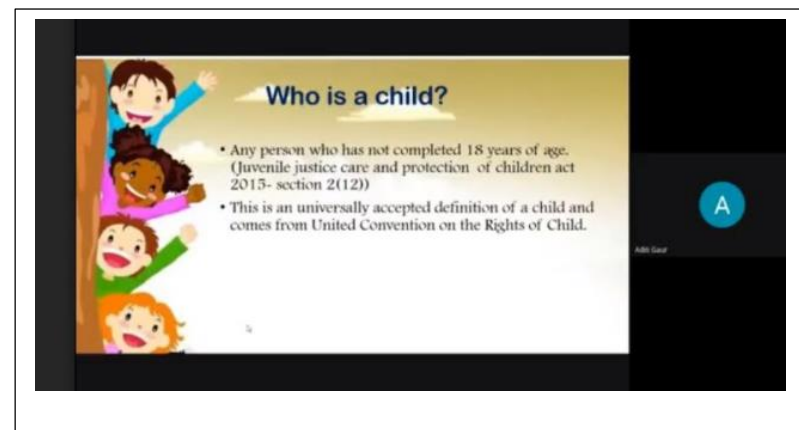 Who is a child?
• Any person who has not completed 18 years of age.
(Juvenile justice care and protection of children act
2015- section 2(12))
• This is an universally accepted definition of a child and
comes from United Convention on the Rights of Child.
A
Aditi Gaur